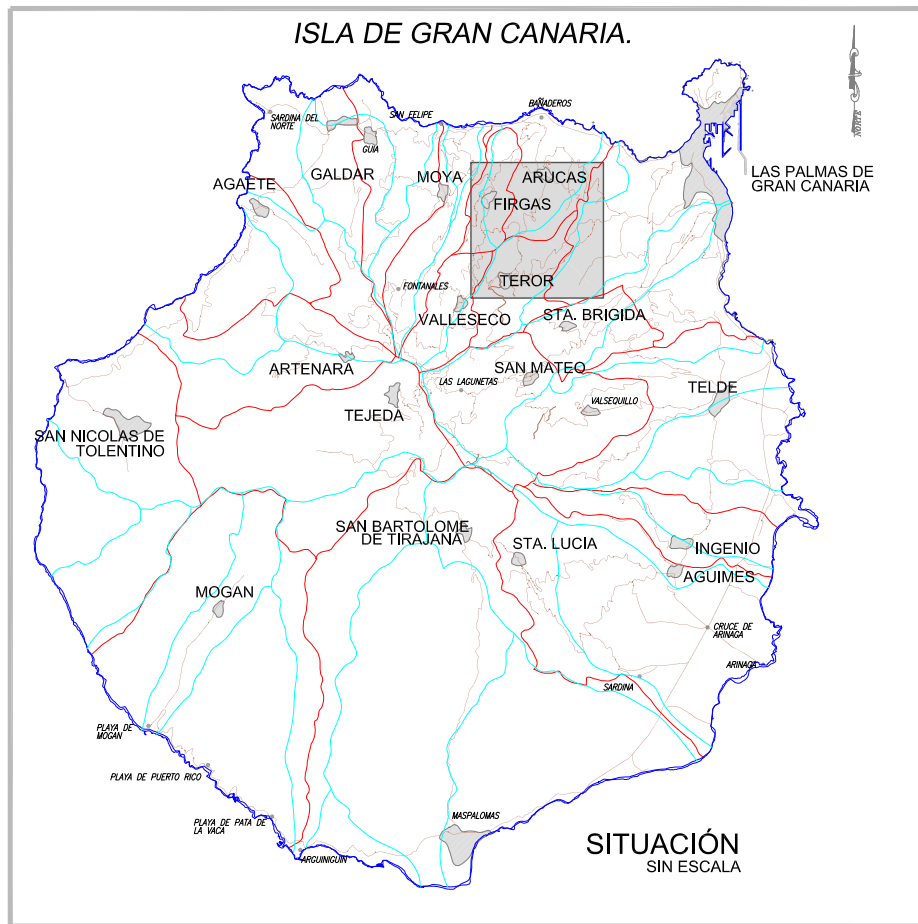 ISLA DE GRAN CANARIA.
NORTE
BAÑADEROS
SARDINA DEL
NORTE
SAN FELIPE
GUIA
GALDAR
MOYA
ARUCAS
LAS PALMAS DE
GRAN CANARIA
AGAETE
FIRGAS
FONTANALES
TEROR
VALLESECO
STA. BRIGIDA
ARTENARA
SAN MATEO
LAS LAGUNETAS
TELDE
VALSEQUILLO
TEJEDA
SAN NICOLAS DE
TOLENTINO
SAN BARTOLOME
DE TIRAJANA
STA. LUCIA
INGENIO
AGUIMES
MOGAN
CRUCE DE
ARINAGA
ARINAGA
SARDINA
PLAYA DE
MOGAN
PLAYA DE PUERTO RICO
PLAYA DE PATA DE
LA VACA
MASPALOMAS
ARGUINIGUIN
SITUACIÓN
SIN ESCALA